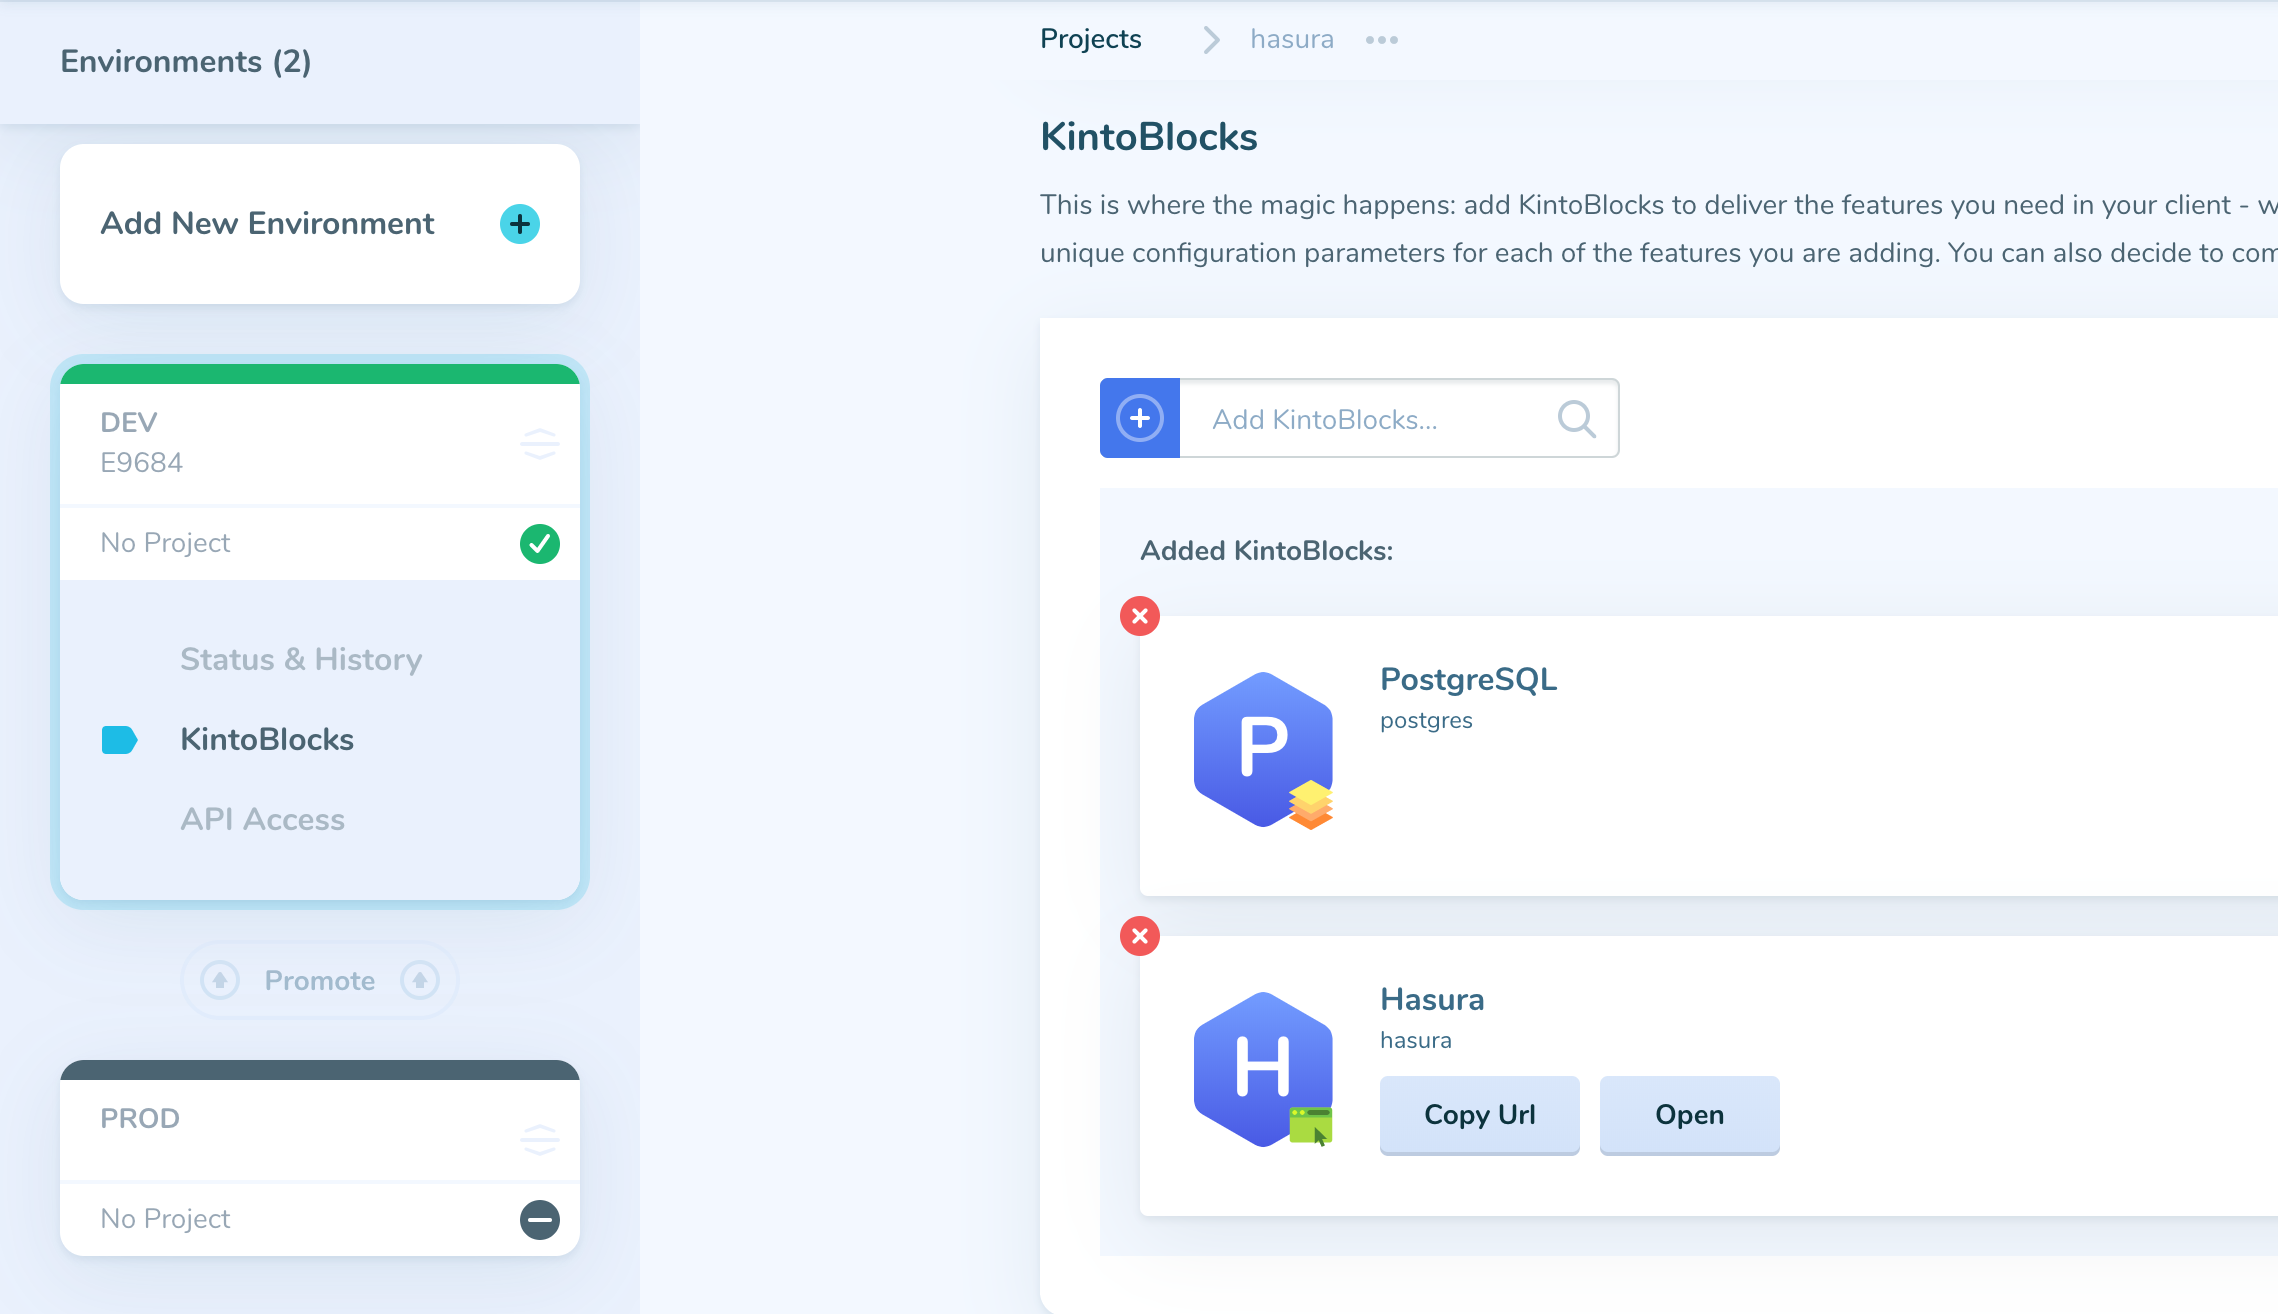 Environments (2)
Add New Environment
DEV
E9684
No Project
Status & History
KintoBlocks
API Access
Promote
PROD
No Project
Projects
hasura
KintoBlocks
This is where the magic happens: add KintoBlocks to deliver the features you need in your client -
unique configuration parameters for each of the features you are adding. You can also decide to
Add KintoBlocks...
Added KintoBlocks:
P
PostgreSQL
postgres
H
Hasura
hasura
Copy Url
Open